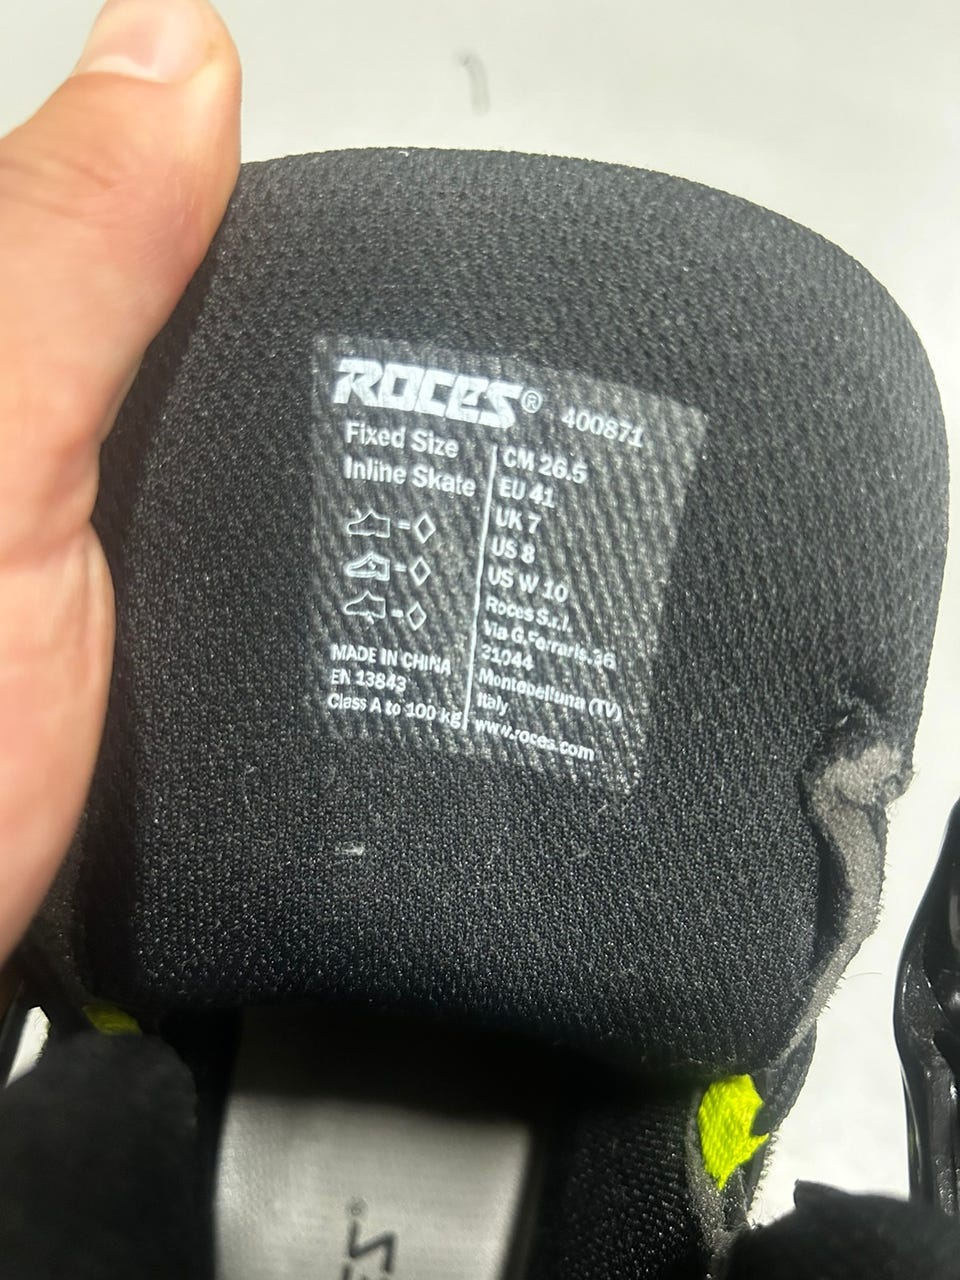 ROCES® 400871
Fixed Size
Inline Skate
MADE IN CHINA
EN 13843
Class A to 100 kg
CM 26.5
EU 41
UK 7
US 8
US W 10
Roces S.r.l.
Via G.Ferraris.36
31044
Montebelluna (TV)
Italy
www.roces.com